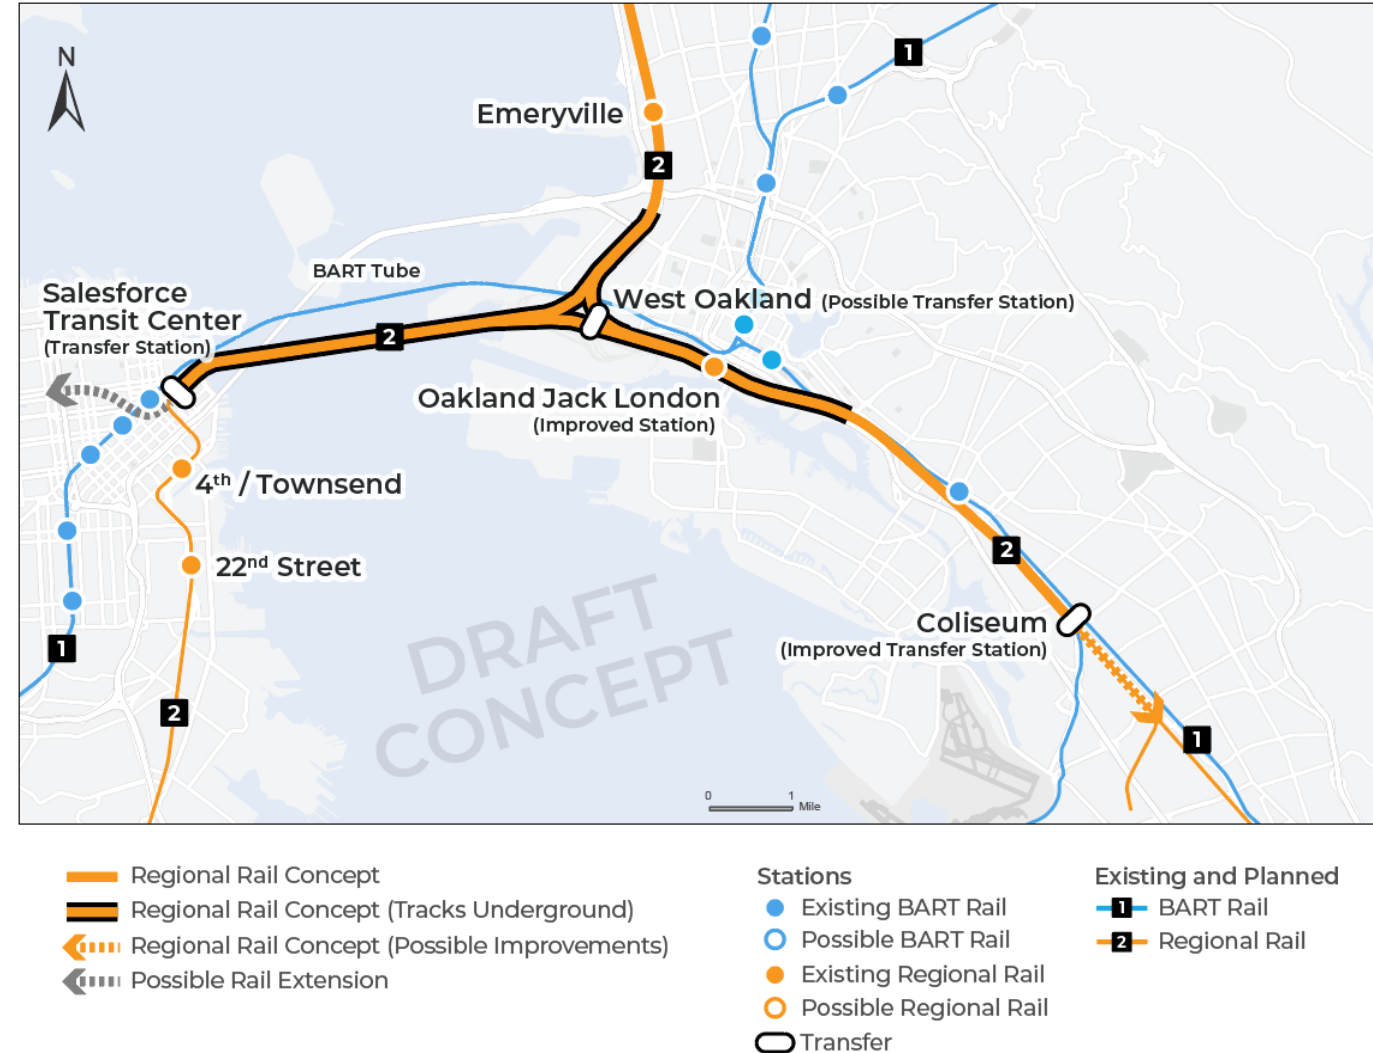 N
1
Emeryville
2
BART Tube
Salesforce
Transit Center
(Transfer Station)
West Oakland (Possible Transfer Station)
2
Oakland Jack London
(Improved Station)
4th / Townsend
22nd Street
2
DRAFT
CONCEPT
Coliseum
(Improved Transfer Station)
1
2
1
0 1
Mile
Regional Rail Concept
Regional Rail Concept (Tracks Underground)
Regional Rail Concept (Possible Improvements)
Possible Rail Extension
Stations
Existing BART Rail
Possible BART Rail
Existing Regional Rail
Possible Regional Rail
Transfer
Existing and Planned
1 BART Rail
2 Regional Rail